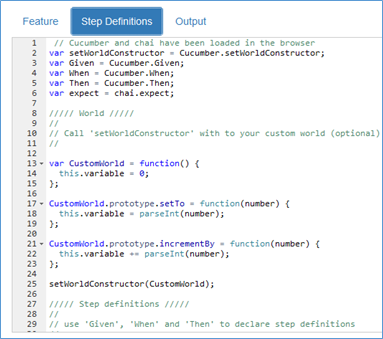 Feature Step Definitions Output
1 // Cucumber and chai have been loaded in the browser
2 var setWorldConstructor = Cucumber.setWorldConstructor;
3 var Given = Cucumber.Given;
4 var When = Cucumber.When;
5 var Then = Cucumber.Then;
6 var expect = chai.expect;
7
8 ///// World /////
9 //
10 // Call 'setWorldConstructor' with to your custom world (optional)
11 //
12
13 var CustomWorld = function() {
14 this.variable = 0;
15 };
16
17 CustomWorld.prototype.setTo = function(number) {
18 this.variable = parseInt(number);
19 };
20
21 CustomWorld.prototype.incrementBy = function(number) {
22 this.variable += parseInt(number);
23 };
24
25 setWorldConstructor(CustomWorld);
26
27 ///// Step definitions /////
28 //
29 // use 'Given', 'When' and 'Then' to declare step definitions